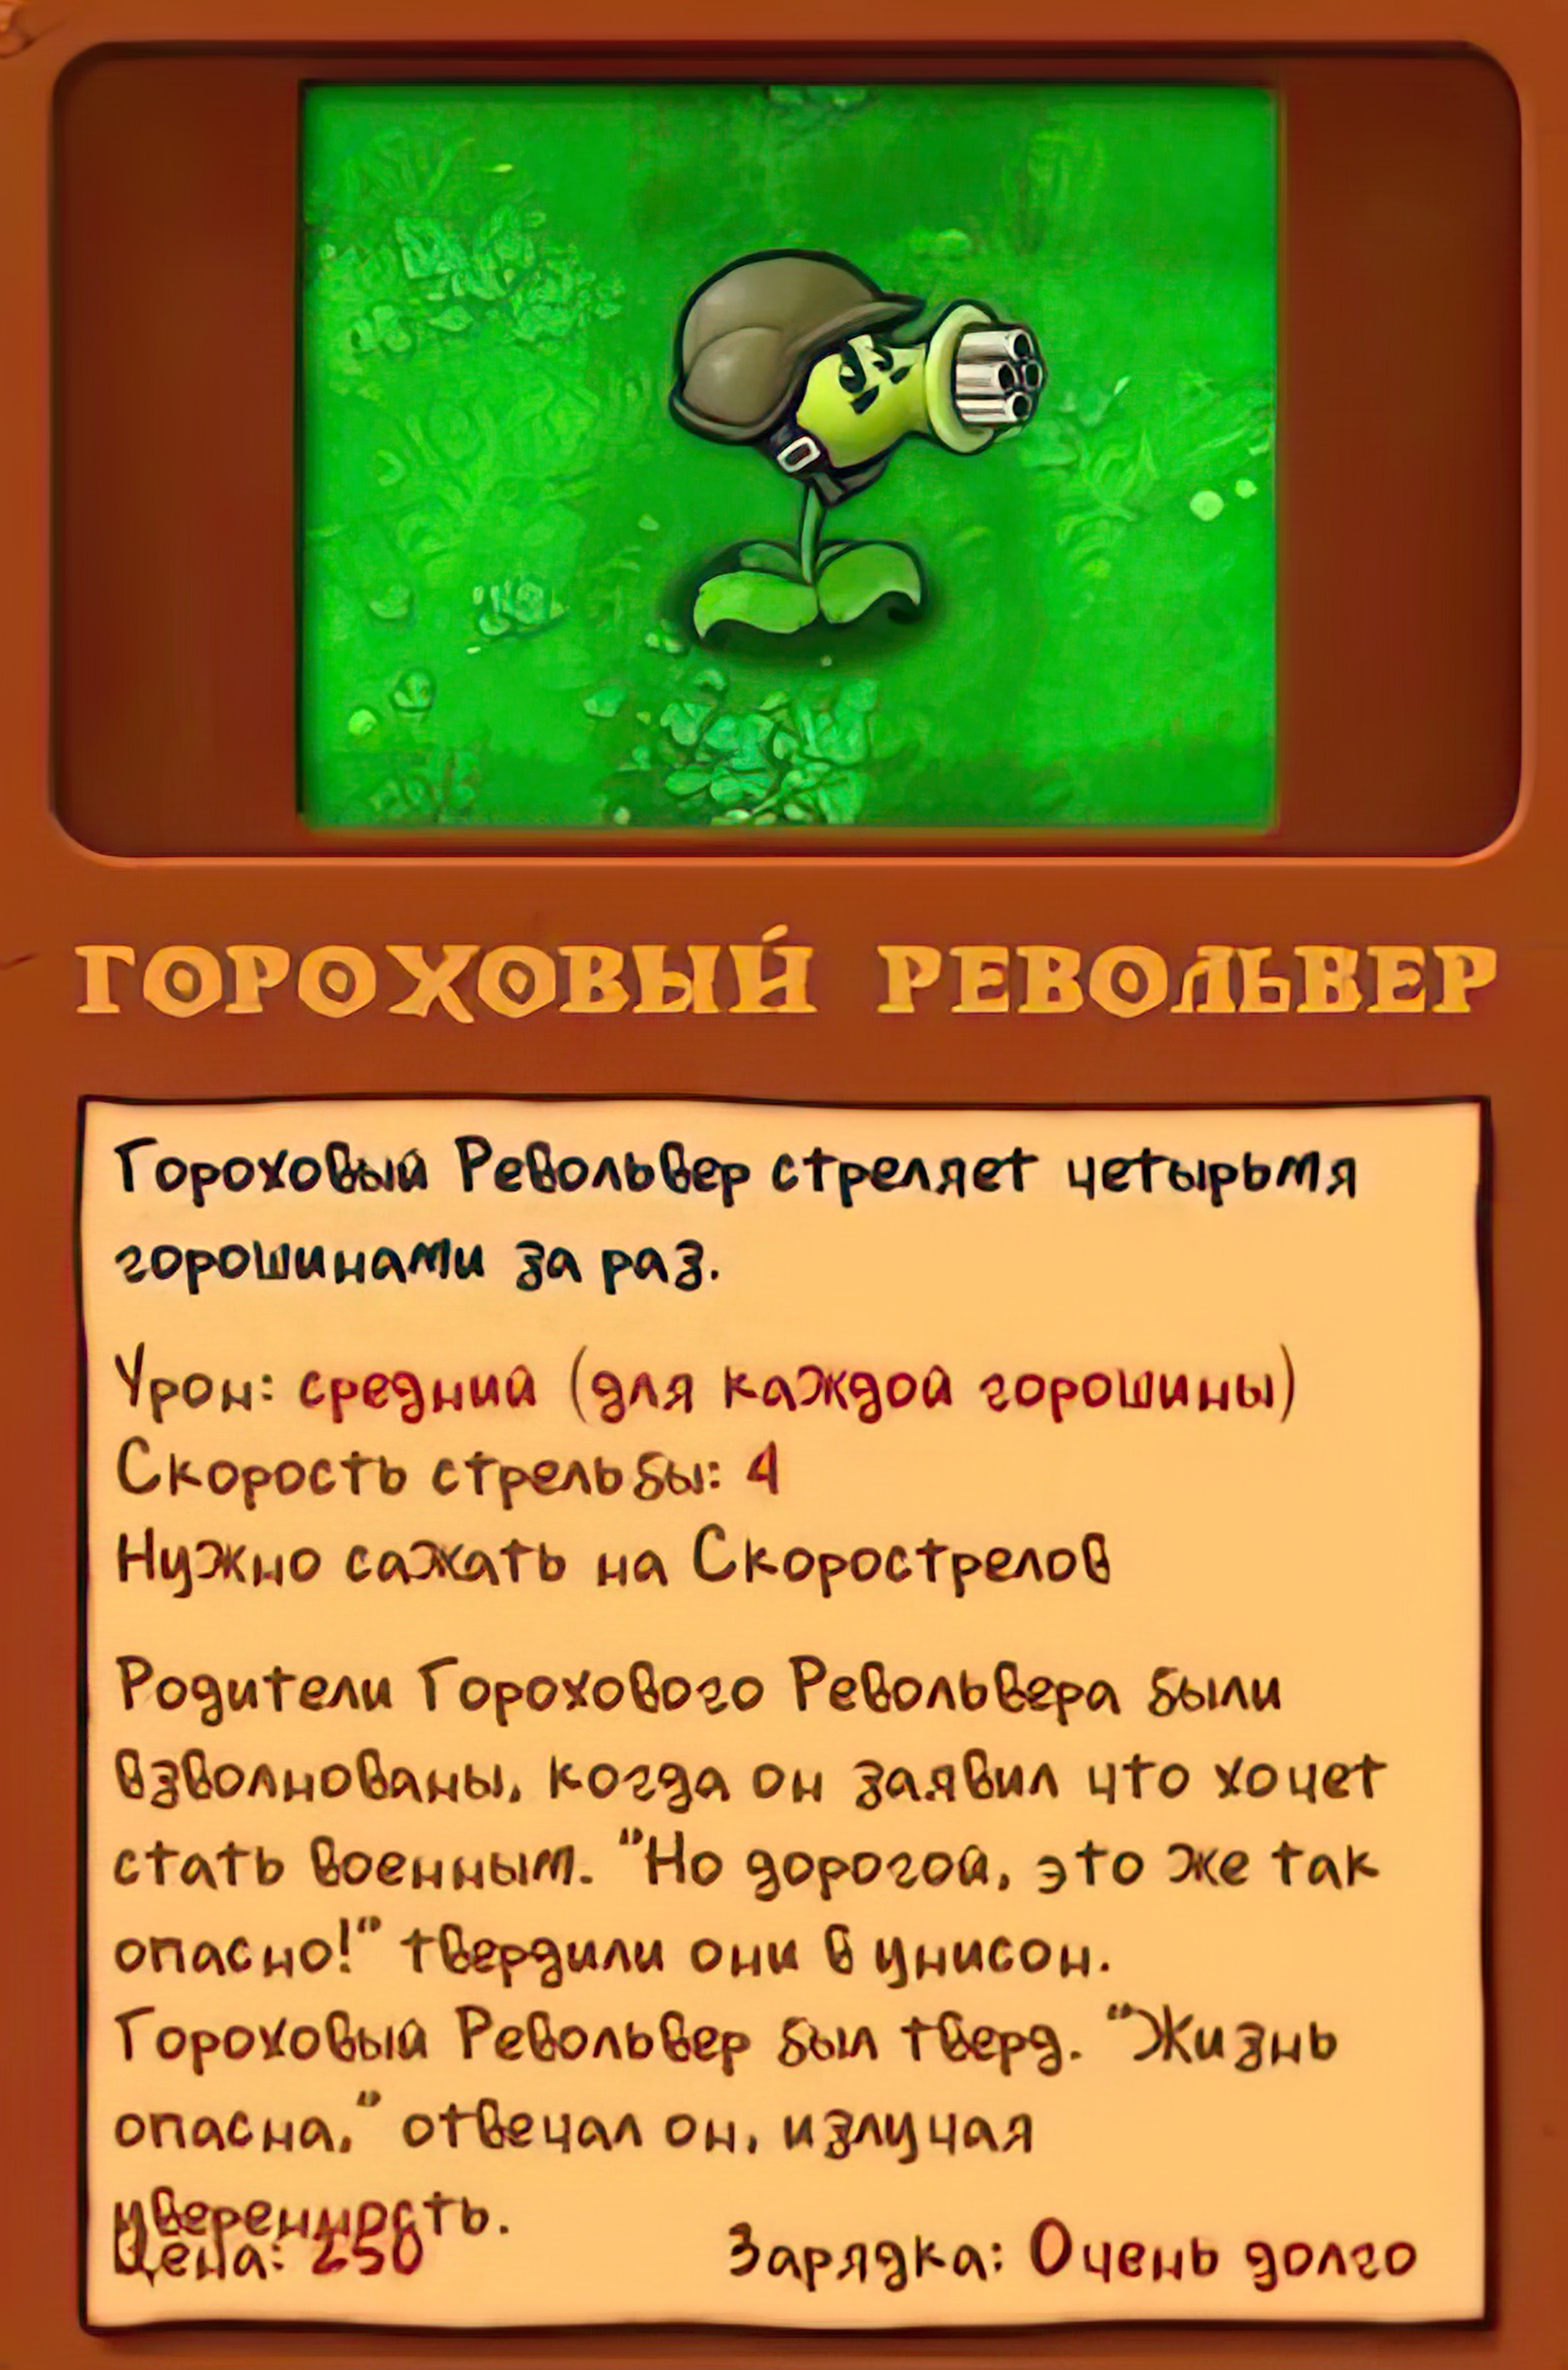 ГОРОХОВЫЙ РЕВОЛЬВЕР
Гороховый Револьвер стреляет четырьмя
горошинами за раз.
Урон: средний (для каждой горошины)
Скорость стрельбы: 4
Нужно сажать на Скорострелов
Родители Горохового Револьвера были
взволнованы, когда он заявил что хочет
стать военным. "Но дорогой, это же так
опасно!" твердили они в унисон.
Гороховый Револьвер был тверд. "Жизнь
опасна," отвечал он, излучая
уверенность.
Цена: 250 Зарядка: Очень долго